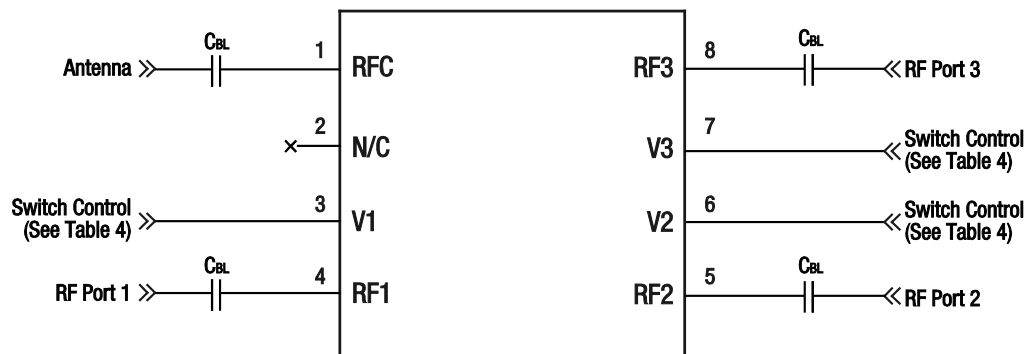 CBL
1
Antenna
RFC
2
N/C
Switch Control
(See Table 4)
3
V1
CBL
4
RF Port 1
RF1
CBL
8
RF3
RF Port 3
7
V3
Switch Control
(See Table 4)
6
V2
Switch Control
(See Table 4)
CBL
5
RF2
RF Port 2